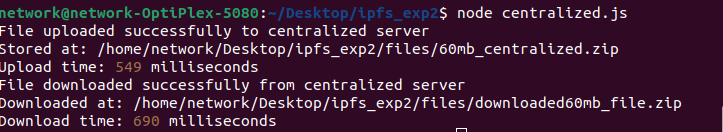 network@network-OptiPlex-5080:~/Desktop/ipfs_exp2$ node centralized.js
File uploaded successfully to centralized server
Stored at: /home/network/Desktop/ipfs_exp2/files/60mb_centralized.zip
Upload time: 549 milliseconds
File downloaded successfully from centralized server
Downloaded at: /home/network/Desktop/ipfs_exp2/files/downloaded60mb_file.zip
Download time: 690 milliseconds